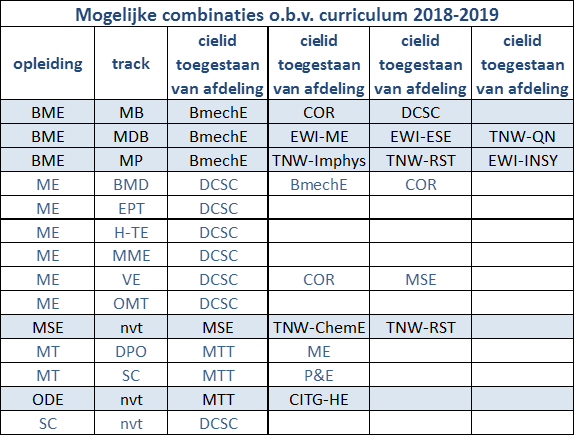 Mogelijke combinaties o.b.v. curriculum 2018-2019
opleiding track cielid toegestaan van afdeling cielid toegestaan van afdeling cielid toegestaan van afdeling cielid toegestaan van afdeling
BME MB BmechE COR DCSC
BME MDB BmechE EWI-ME EWI-ESE TNW-QN
BME MP BmechE TNW-Imphys TNW-RST EWI-INSY
ME BMD DCSC BmechE COR
ME EPT DCSC
ME H-TE DCSC
ME MME DCSC
ME VE DCSC COR MSE
ME OMT DCSC
MSE nvt MSE TNW-ChemE TNW-RST
MT DPO MTT ME
MT SC MTT P&E
ODE nvt MTT CITG-HE
SC nvt DCSC